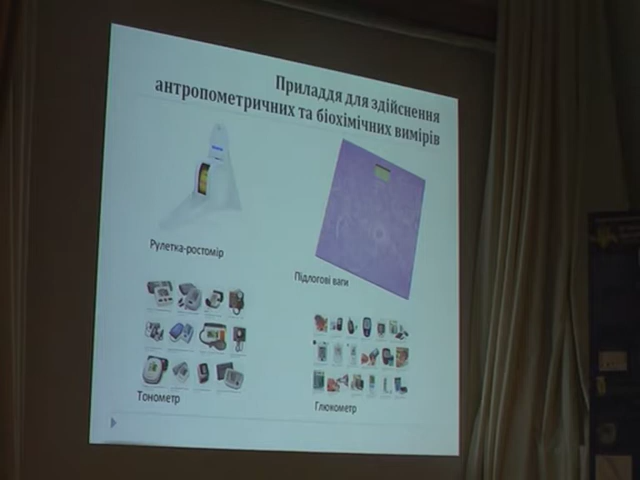 Приладдя для здійснення
антропометричних та біохімічних вимірів
Рулетка-ростомір
Підлогові ваги
Тонометр
Глюкометр